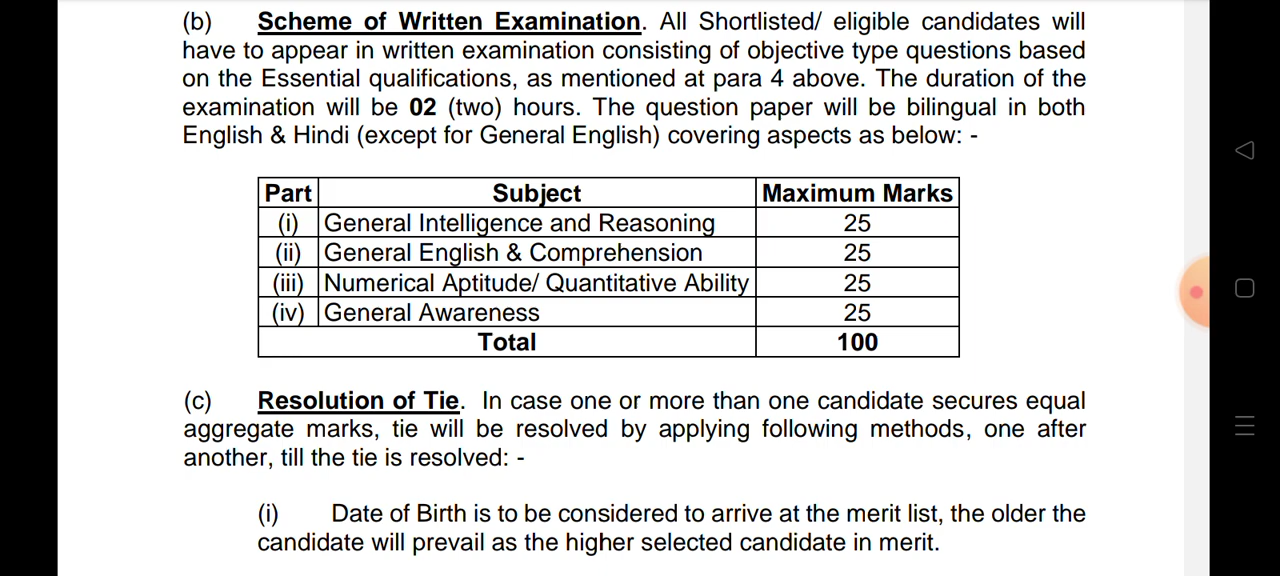 (b) Scheme of Written Examination. All Shortlisted/ eligible candidates will
have to appear in written examination consisting of objective type questions based
on the Essential qualifications, as mentioned at para 4 above. The duration of the
examination will be 02 (two) hours. The question paper will be bilingual in both
English & Hindi (except for General English) covering aspects as below: -
Part Subject Maximum Marks
(i) General Intelligence and Reasoning 25
(ii) General English & Comprehension 25
(iii) Numerical Aptitude/ Quantitative Ability 25
(iv) General Awareness 25
Total 100
(c) Resolution of Tie. In case one or more than one candidate secures equal
aggregate marks, tie will be resolved by applying following methods, one after
another, till the tie is resolved: -
(i) Date of Birth is to be considered to arrive at the merit list, the older the
candidate will prevail as the higher selected candidate in merit.